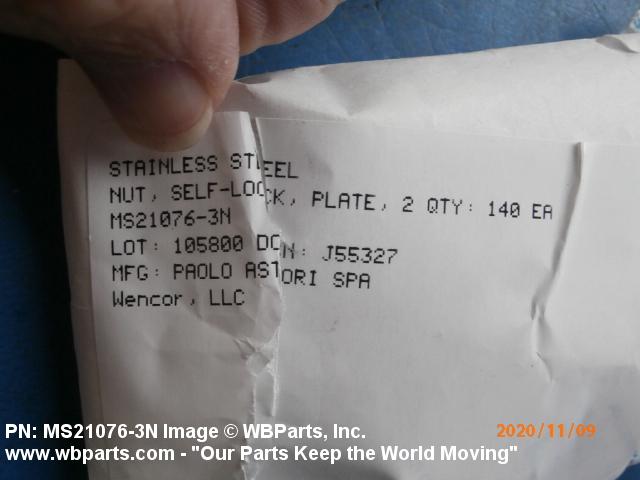 STAINLESS STEEL
NUT, SELF-LOCK, PLATE, 2 QTY: 140 EA
MS21076-3N
LOT: 105800 DCN: J55327
MFG: PAOLO ASTORI SPA
Wencor, LLC
PN: MS21076-3N Image © WBParts, Inc.
2020/11/09
www.wbparts.com - "Our Parts Keep the World Moving"